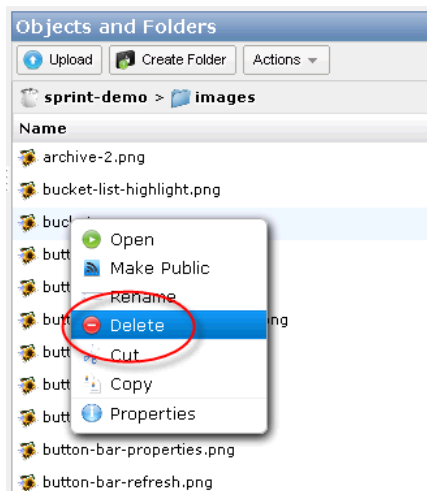 Objects and Folders
Upload Create Folder Actions
sprint-demo > images
Name
archive-2.png
bucket-list-highlight.png
Open
Make Public
Rename
Delete
Cut
Copy
Properties
button-bar-properties.png
button-bar-refresh.png